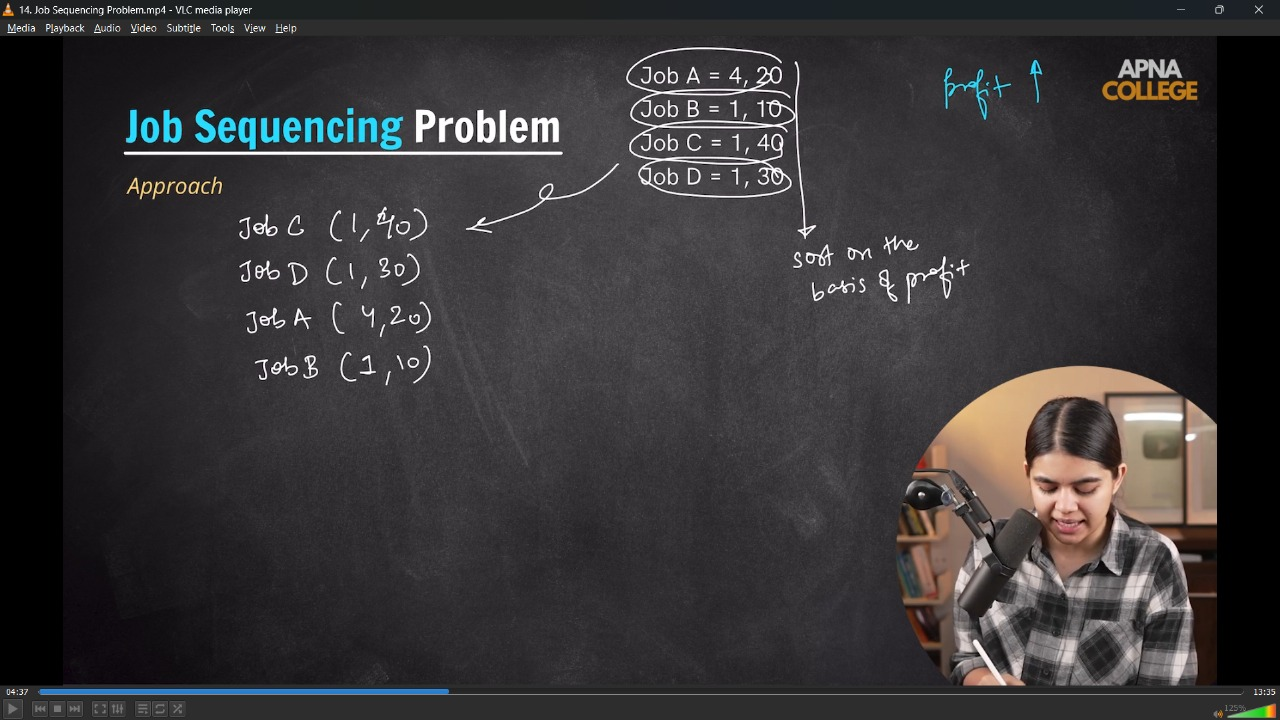 14. Job Sequencing Problem.mp4 - VLC media player
Media Playback Audio Video Subtitle Tools View Help
Job A = 4, 20
Job B = 1, 10
Job C = 1, 40
Job D = 1, 30
profit ↑
APNA
COLLEGE
Job Sequencing Problem
Approach
Job C (1, 40)
Job D (1, 30)
Job A (4, 20)
Job B (1, 10)
sort on the
basis of profit
04:37
13:35
125%